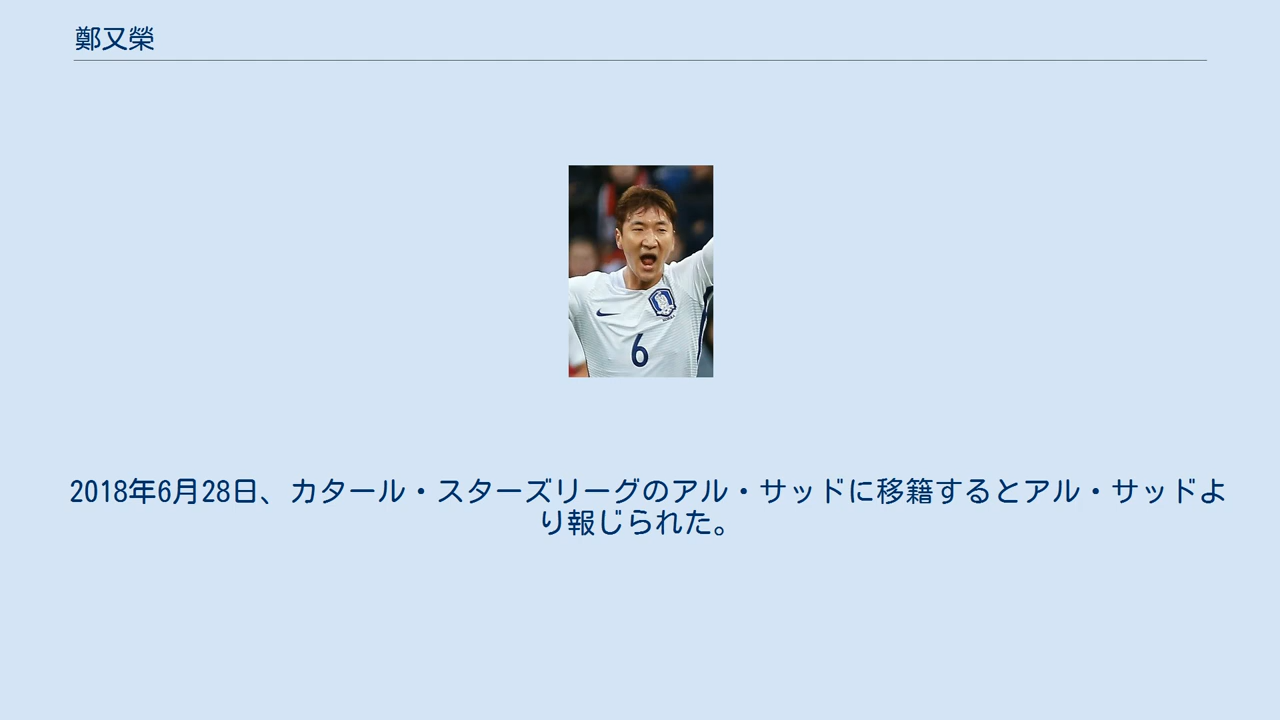 鄭又榮
6
2018年6月28日、カタール・スターズリーグのアル・サッドに移籍するとアル・サッドよ
り報じられた。